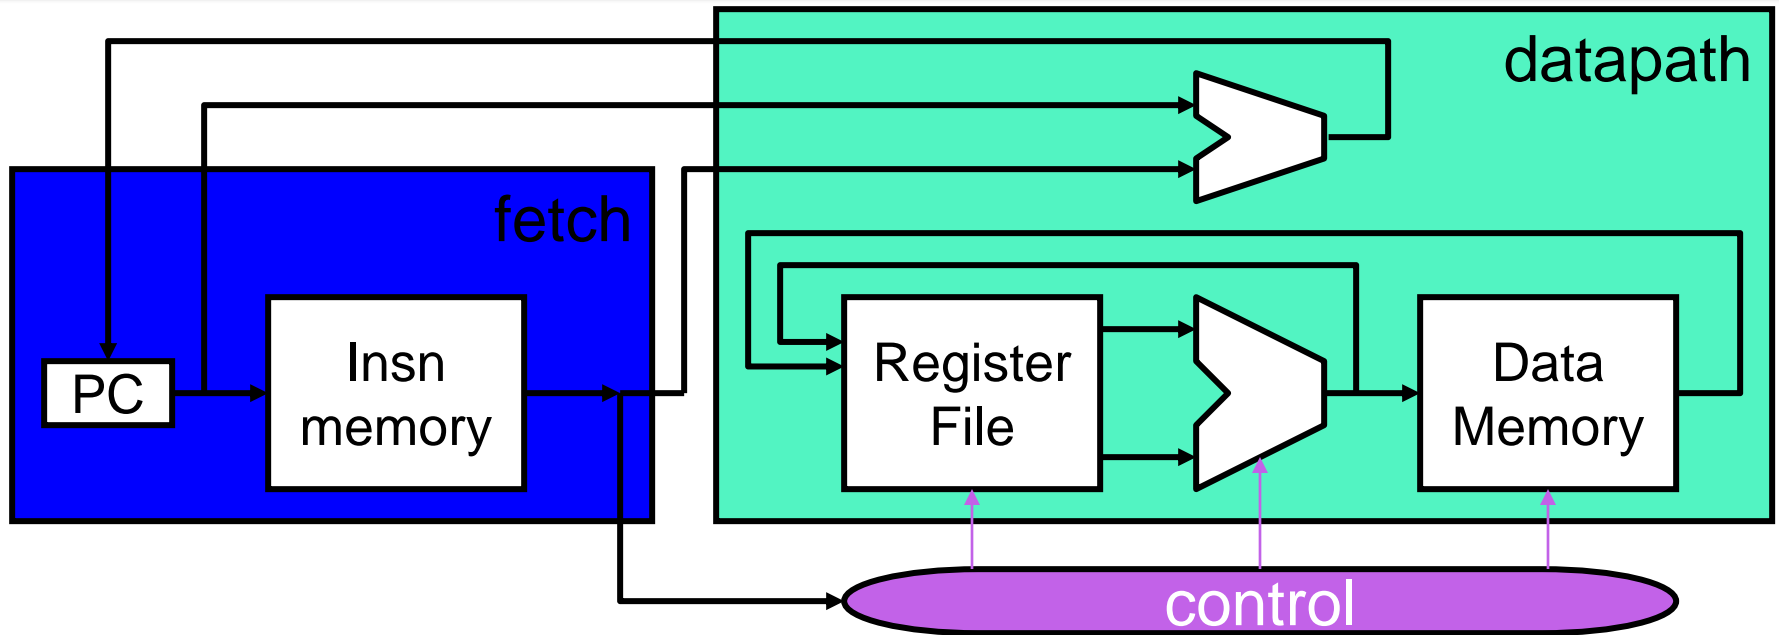 datapath
fetch
PC
Insn
memory
Register
File
Data
Memory
control